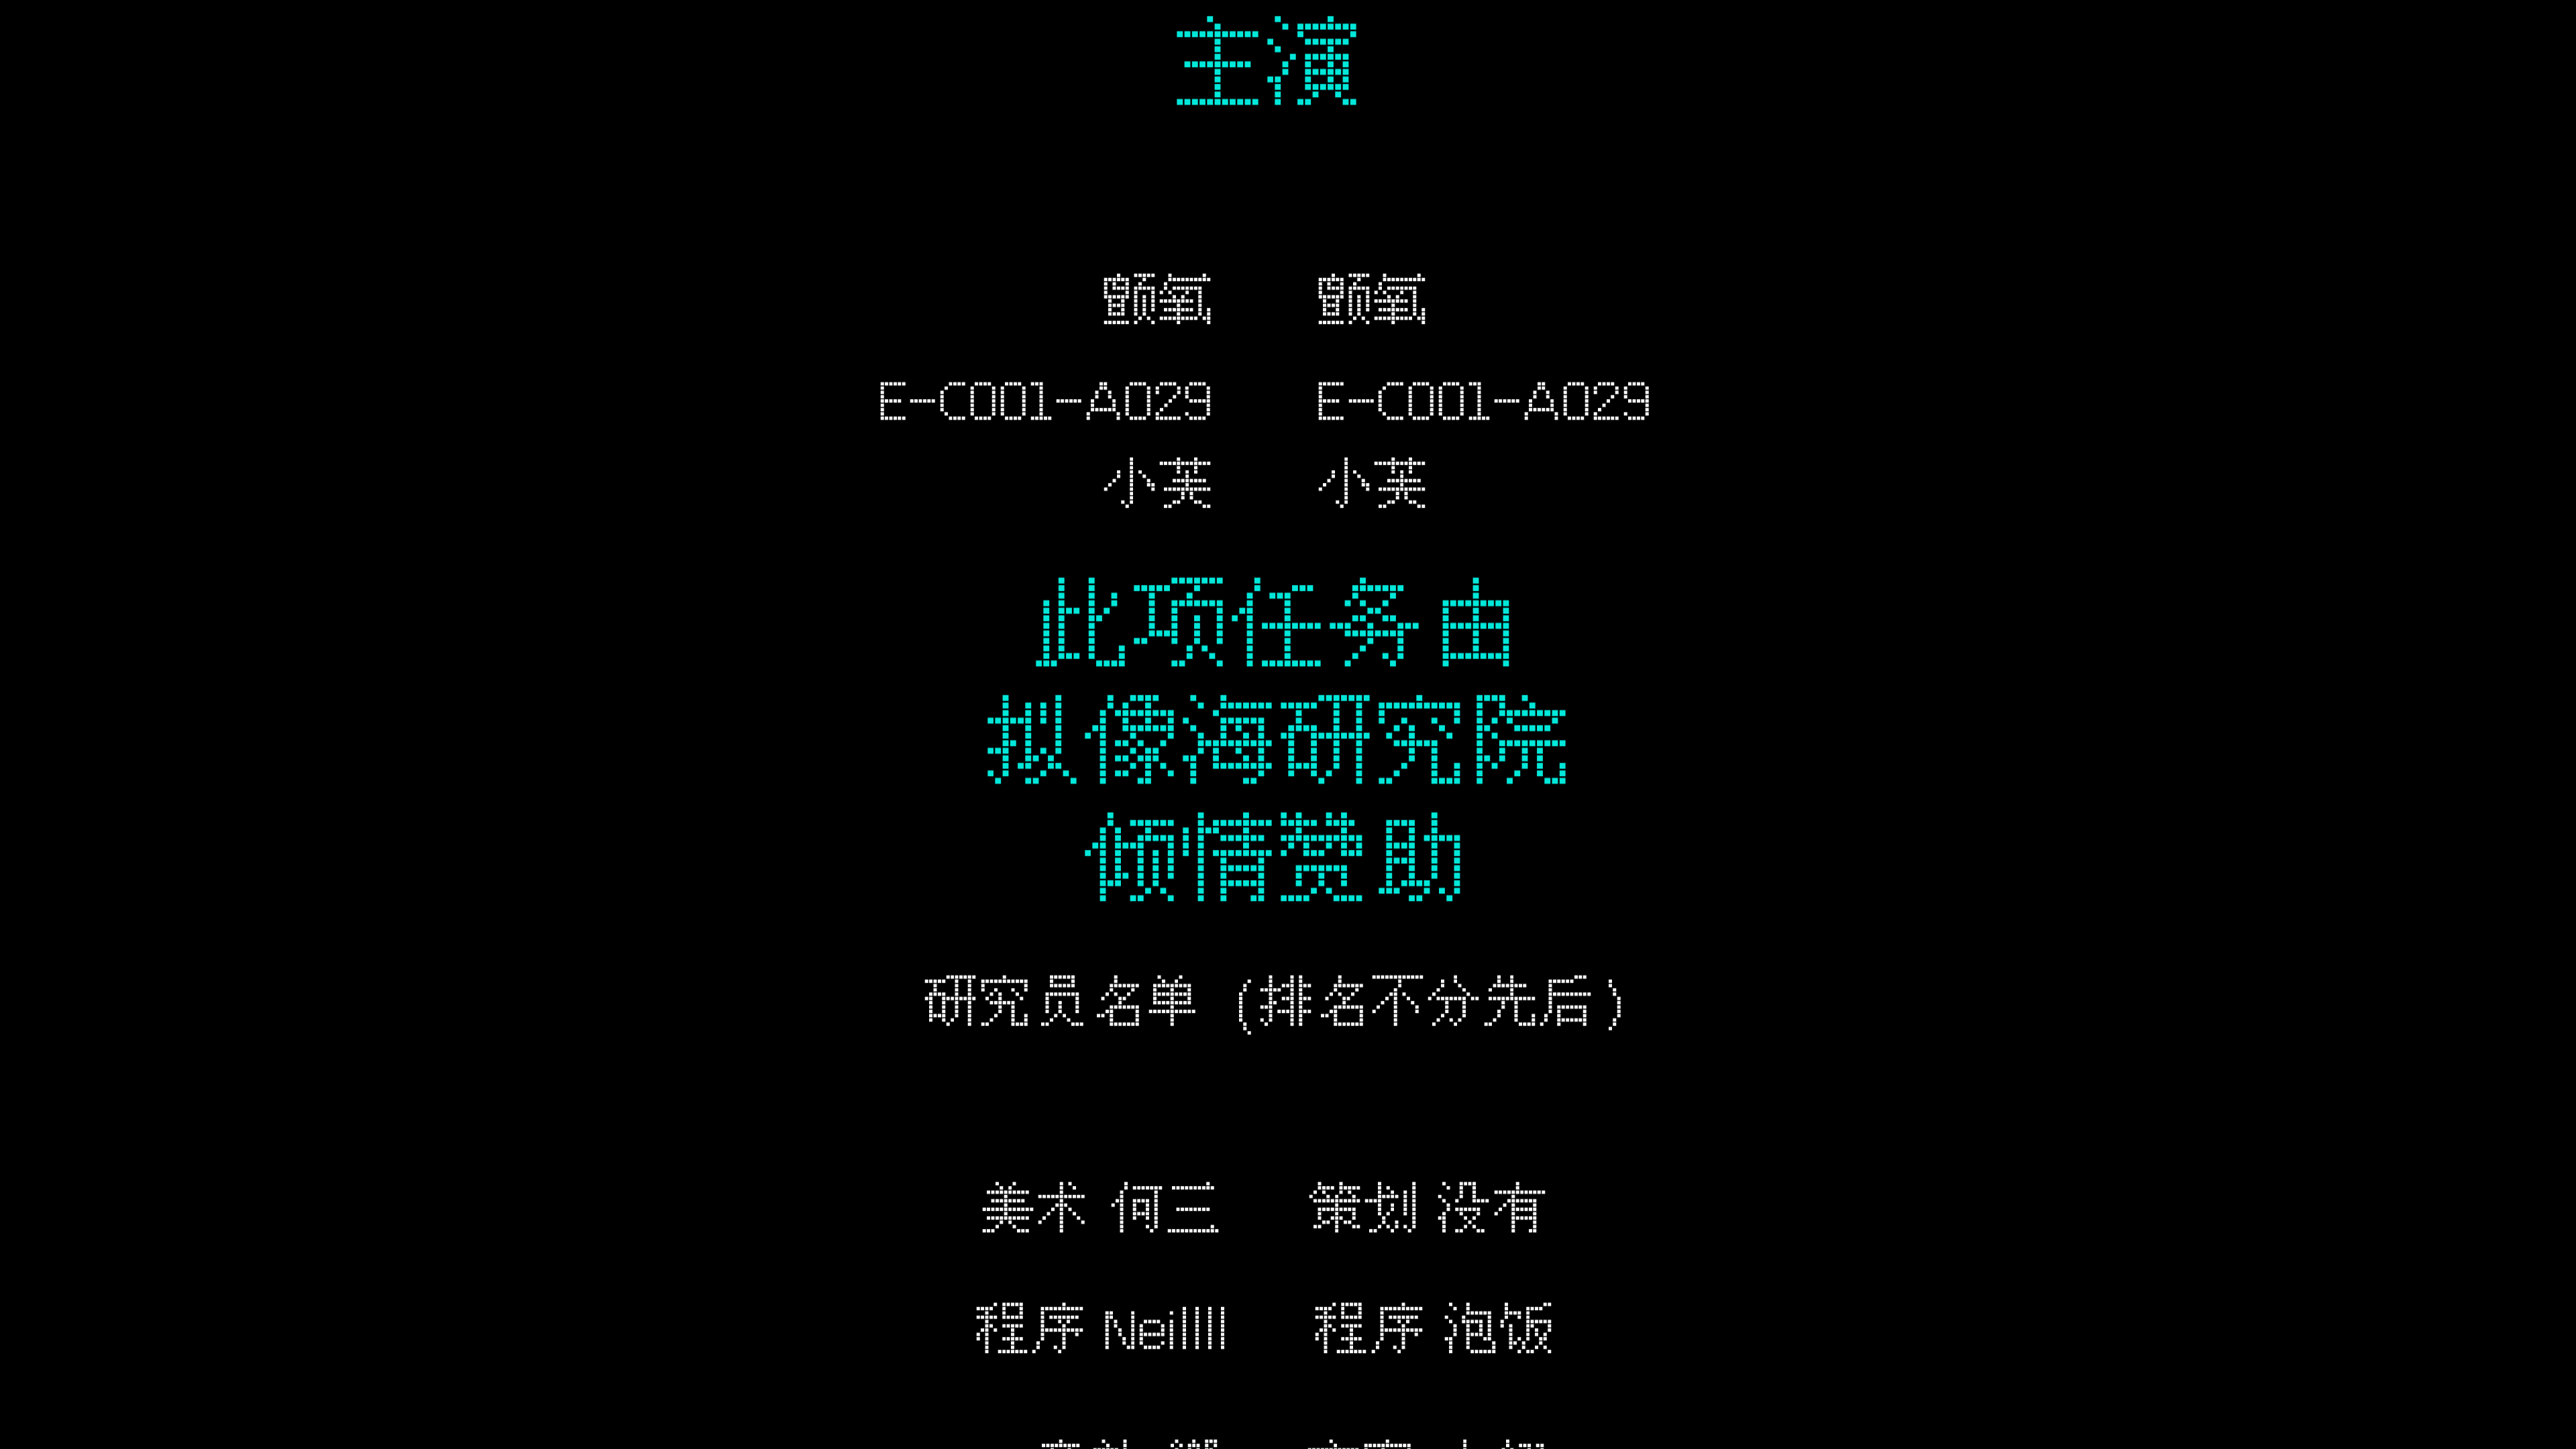 主演
颤氧 颤氧
E-C001-A029 E-C001-A029
小芙 小芙
此项任务由
拟像海研究院
倾情赞助
研究员名单 (排名不分先后)
美术 何三 策划 没有
程序 Neillll 程序 泡饭